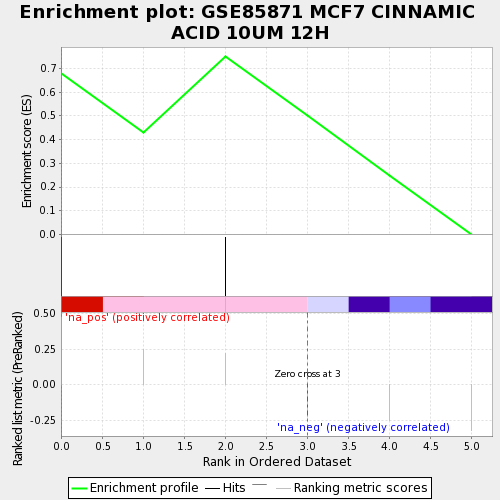 Enrichment plot: GSE85871 MCF7 CINNAMIC
ACID 10UM 12H
Enrichment score (ES)
0.7
0.6
0.5
0.4
0.3
0.2
0.1
0.0
Ranked list metric (PreRanked)
0.50
0.25
0.00
-0.25
'na_pos' (positively correlated)
Zero cross at 3
'na_neg' (negatively correlated)
0.0 0.5 1.0 1.5 2.0 2.5 3.0 3.5 4.0 4.5 5.0
Rank in Ordered Dataset
Enrichment profile Hits Ranking metric scores